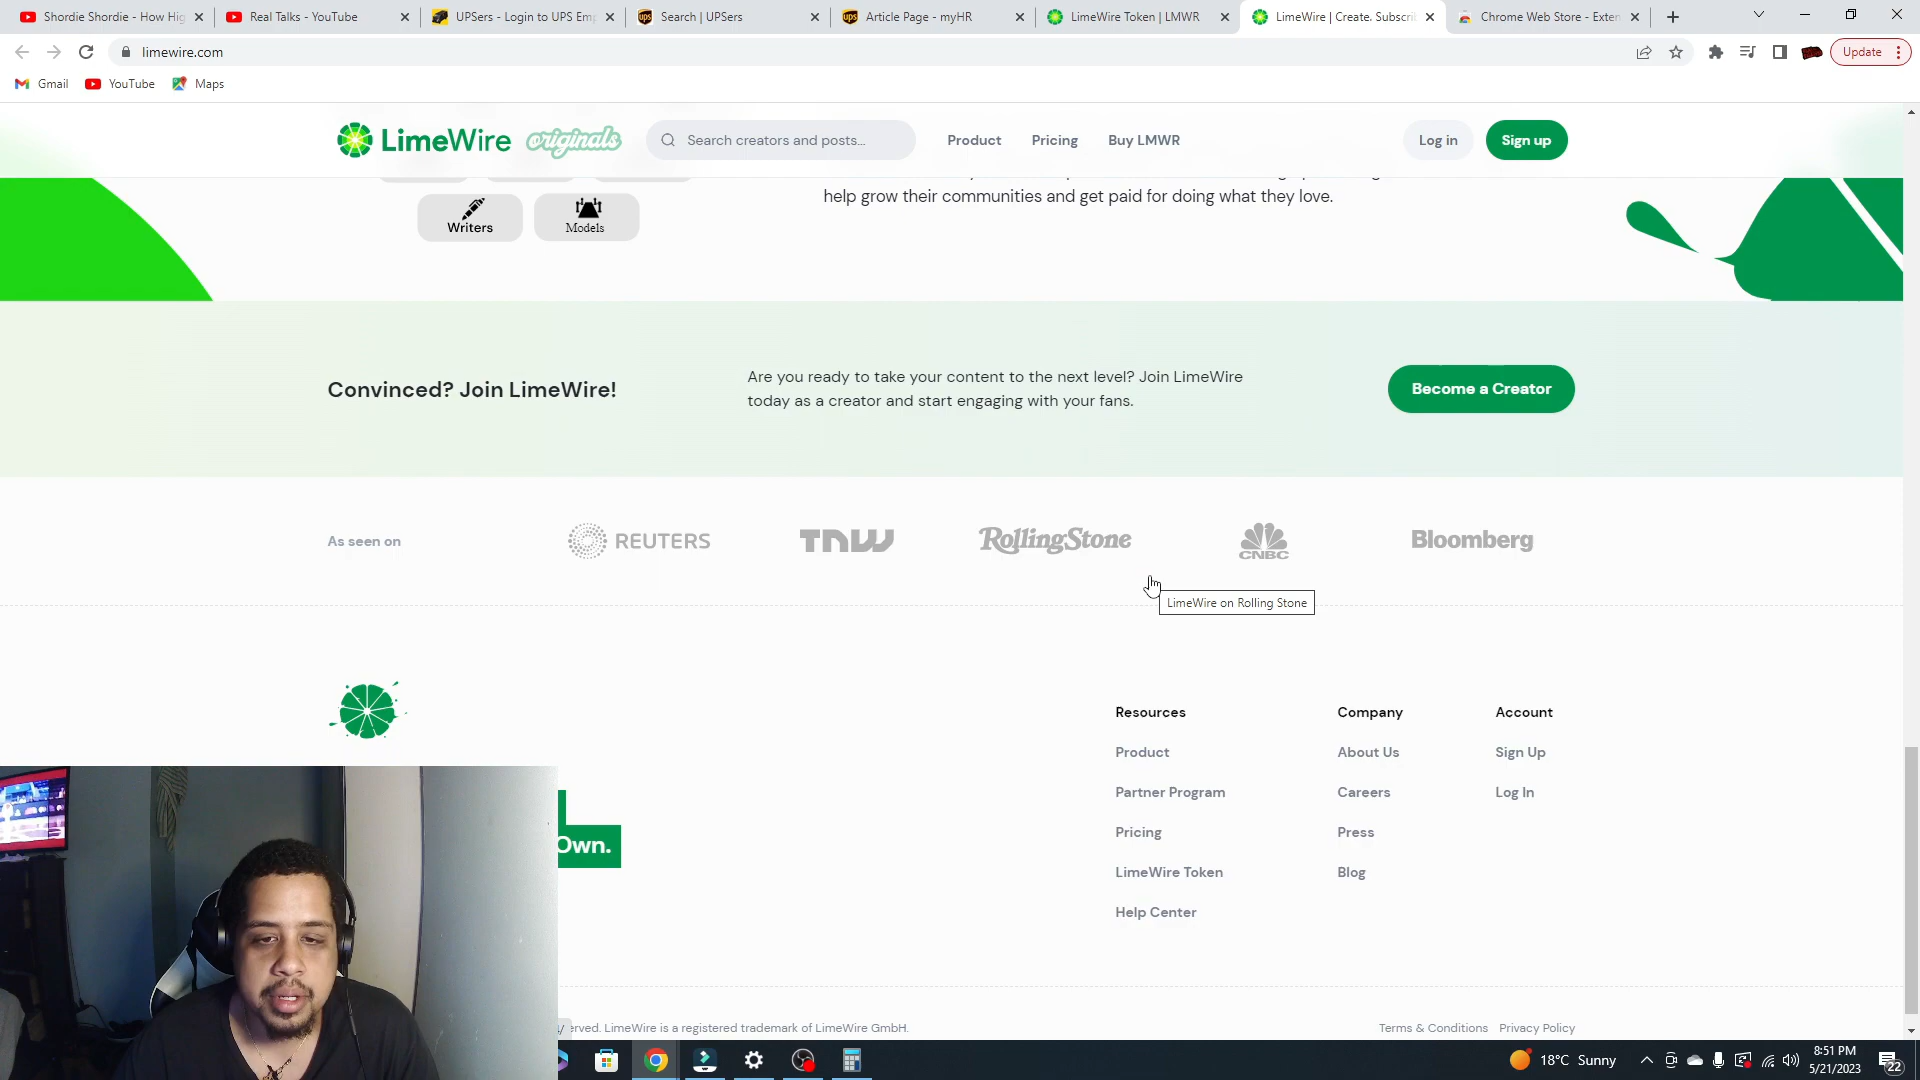 Shordie Shordie - How Hig
Real Talks - YouTube
UPSers - Login to UPS Emp
Search | UPSers
Article Page - myHR
LimeWire Token | LMWR
LimeWire | Create. Subscri
Chrome Web Store - Exten
limewire.com
Update
Gmail
YouTube
Maps
LimeWire originals
Search creators and posts...
Product
Pricing
Buy LMWR
Log in
Sign up
help grow their communities and get paid for doing what they love.
Writers
Models
Convinced? Join LimeWire!
Are you ready to take your content to the next level? Join LimeWire
today as a creator and start engaging with your fans.
Become a Creator
As seen on
REUTERS
TNW
RollingStone
CNBC
Bloomberg
LimeWire on Rolling Stone
Resources
Company
Account
Product
About Us
Sign Up
Partner Program
Careers
Log In
Pricing
Press
Own.
LimeWire Token
Blog
Help Center
erved. LimeWire is a registered trademark of LimeWire GmbH.
Terms & Conditions
Privacy Policy
18°C Sunny
8:51 PM
5/21/2023
22